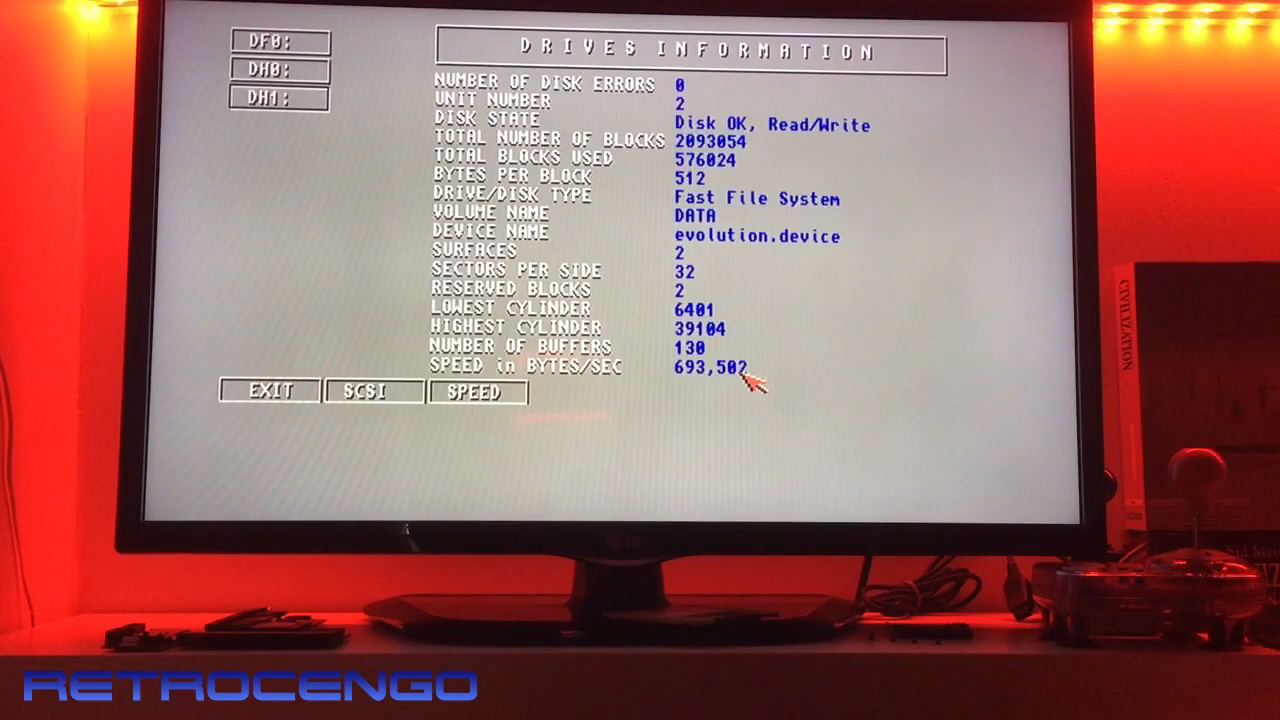 DF0:
DH0:
DH1:
DRIVES INFORMATION
NUMBER OF DISK ERRORS 0
UNIT NUMBER 2
DISK STATE Disk OK, Read/Write
TOTAL NUMBER OF BLOCKS 2093054
TOTAL BLOCKS USED 576024
BYTES PER BLOCK 512
DRIVE/DISK TYPE Fast File System
VOLUME NAME DATA
DEVICE NAME evolution.device
SURFACES 2
SECTORS PER SIDE 32
RESERVED BLOCKS 2
LOWEST CYLINDER 6401
HIGHEST CYLINDER 39104
NUMBER OF BUFFERS 130
SPEED in BYTES/SEC 693,502
EXIT SCSI SPEED
LG
CIVILIZATION
Sid Mei
RETROCENGO